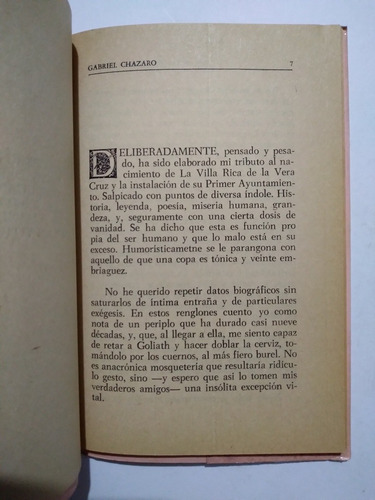 GABRIEL CHAZARO 7
DELIBERADAMENTE, pensado y pesa-
do, ha sido elaborado mi tributo al na-
cimiento de La Villa Rica de la Vera
Cruz y la instalación de su Primer Ayuntamien-
to. Salpicado con puntos de diversa índole. His-
toria, leyenda, poesía, miseria humana, gran-
deza, y, seguramente con una cierta dosis de
vanidad. Se ha dicho que esta es función pro
pia del ser humano y que lo malo está en su
exceso. Humorísticametne se le parangona con
aquello de que una copa es tónica y veinte em-
briaguez.
No he querido repetir datos biográficos sin
saturarlos de íntima entraña y de particulares
exégesis. En estos renglones cuento yo como
nota de un periplo que ha durado casi nueve
décadas, y, que, al llegar a ella, me siento capaz
de retar a Goliath y hacer doblar la cerviz, to-
mándolo por los cuernos, al más fiero burel. No
es anacrónica mosquetería que resultaría ridícu-
lo gesto, sino —y espero que así lo tomen mis
verdaderos amigos— una insólita excepción vi-
tal.